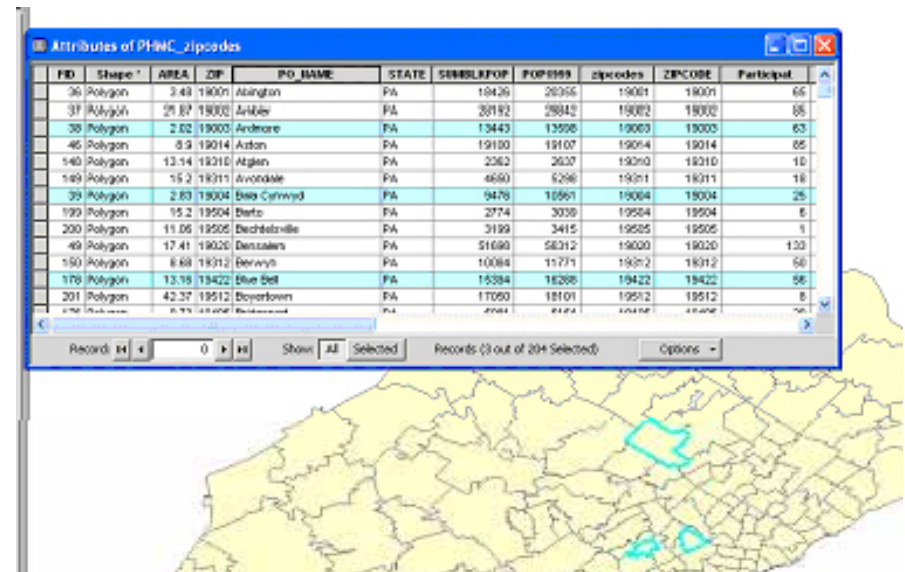 Attributes of PHMC_zipcodes
FID Shape * AREA ZIP PO_NAME STATE SUMBLKPOP POP1999 zipcodes ZIPCODE Participat
36 Polygon 3.48 19001 Abington PA 18426 20355 19001 19001 65
37 Polygon 21.87 19002 Ambler PA 28192 29842 19002 19002 85
38 Polygon 2.02 19003 Ardmore PA 13443 13598 19003 19003 63
45 Polygon 8.9 19014 Aston PA 19100 19107 19014 19014 85
148 Polygon 13.14 19310 Atglen PA 2362 2637 19310 19310 10
149 Polygon 15.2 19311 Avondale PA 4650 5298 19311 19311 18
39 Polygon 2.83 19004 Bala Cynwyd PA 9478 10561 19004 19004 25
199 Polygon 15.2 19504 Barto PA 2774 3039 19504 19504 6
200 Polygon 11.06 19505 Bechtelsville PA 3199 3415 19505 19505 1
49 Polygon 17.41 19020 Bensalem PA 51698 58312 19020 19020 133
150 Polygon 8.68 19312 Berwyn PA 10084 11771 19312 19312 50
178 Polygon 13.16 19422 Blue Bell PA 15394 16288 19422 19422 56
201 Polygon 42.37 19512 Boyertown PA 17050 18101 19512 19512 8
Record: 0 Show: All Selected Records (3 out of 204 Selected) Options